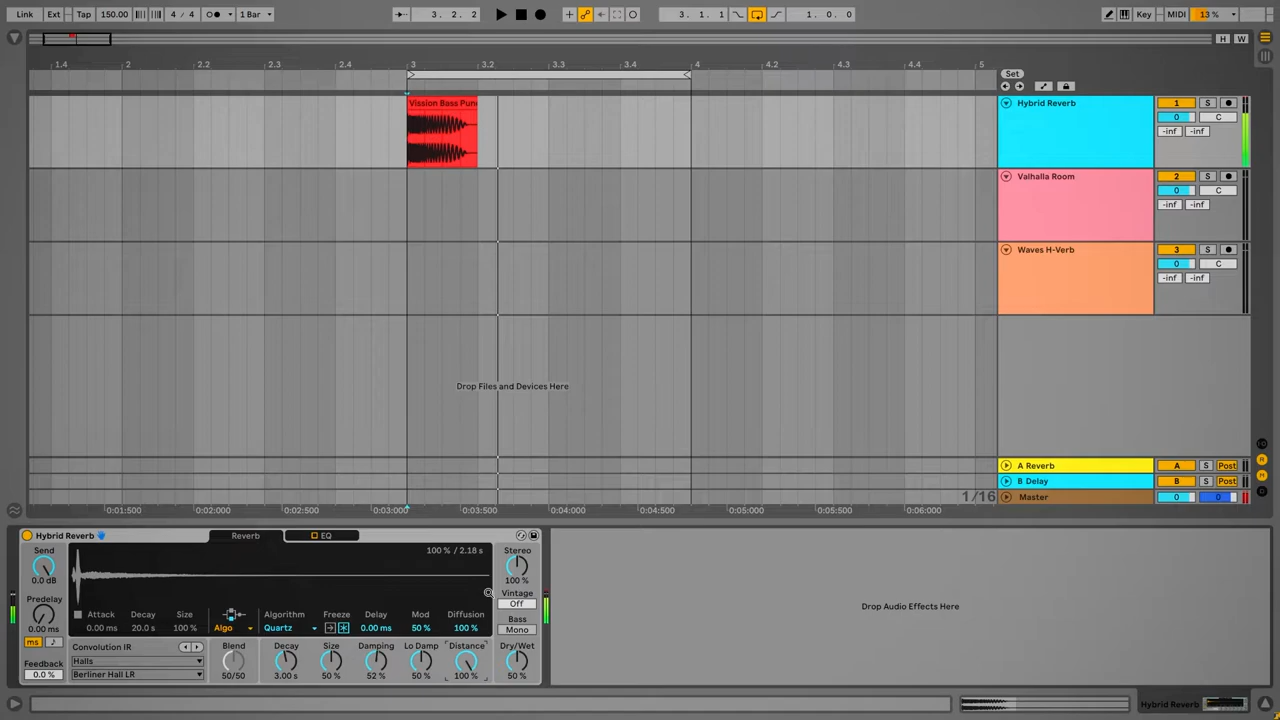 Link Ext Tap 150.00 4 / 4 1 Bar 3. 2. 2 3. 1. 1 1. 0. 0 Key MIDI 13 %
H W
1.4 2 2.2 2.3 2.4 3 3.2 3.3 3.4 4 4.2 4.3 4.4 5 Set
Vission Bass Pun Hybrid Reverb 1 S
0 C
-inf -inf
Valhalla Room 2 S
0 C
-inf -inf
Waves H-Verb 3 S
0 C
-inf -inf
Drop Files and Devices Here
A Reverb A S Post
B Delay B S Post
1/16 Master 0 0
0:01:500 0:02:000 0:02:500 0:03:000 0:03:500 0:04:000 0:04:500 0:05:000 0:05:500 0:06:000
Hybrid Reverb Reverb EQ
Send 100 % / 2.18 s Stereo
0.0 dB 100 %
Predelay Vintage
0.00 ms Off
Attack Decay Size Algorithm Freeze Delay Mod Diffusion Bass
0.00 ms 20.0 s 100 % Algo Quartz 0.00 ms 50 % 100 % Mono
ms
Convolution IR Blend Decay Size Damping Lo Damp Distance Dry/Wet
Halls
Feedback
0.0 % Berliner Hall LR 50/50 3.00 s 50 % 52 % 50 % 100 % 50 %
Drop Audio Effects Here
Hybrid Reverb